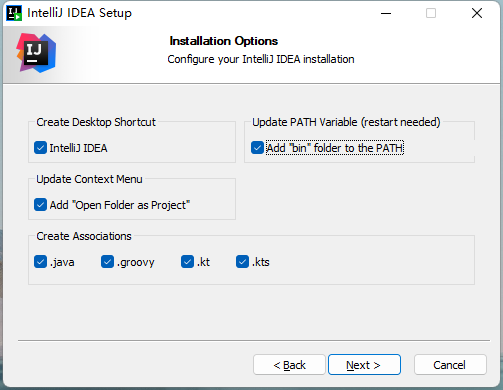 IntelliJ IDEA Setup
IJ
Installation Options
Configure your IntelliJ IDEA installation
Create Desktop Shortcut
IntelliJ IDEA
Update PATH Variable (restart needed)
Add "bin" folder to the PATH
Update Context Menu
Add "Open Folder as Project"
Create Associations
.java .groovy .kt .kts
< Back Next > Cancel